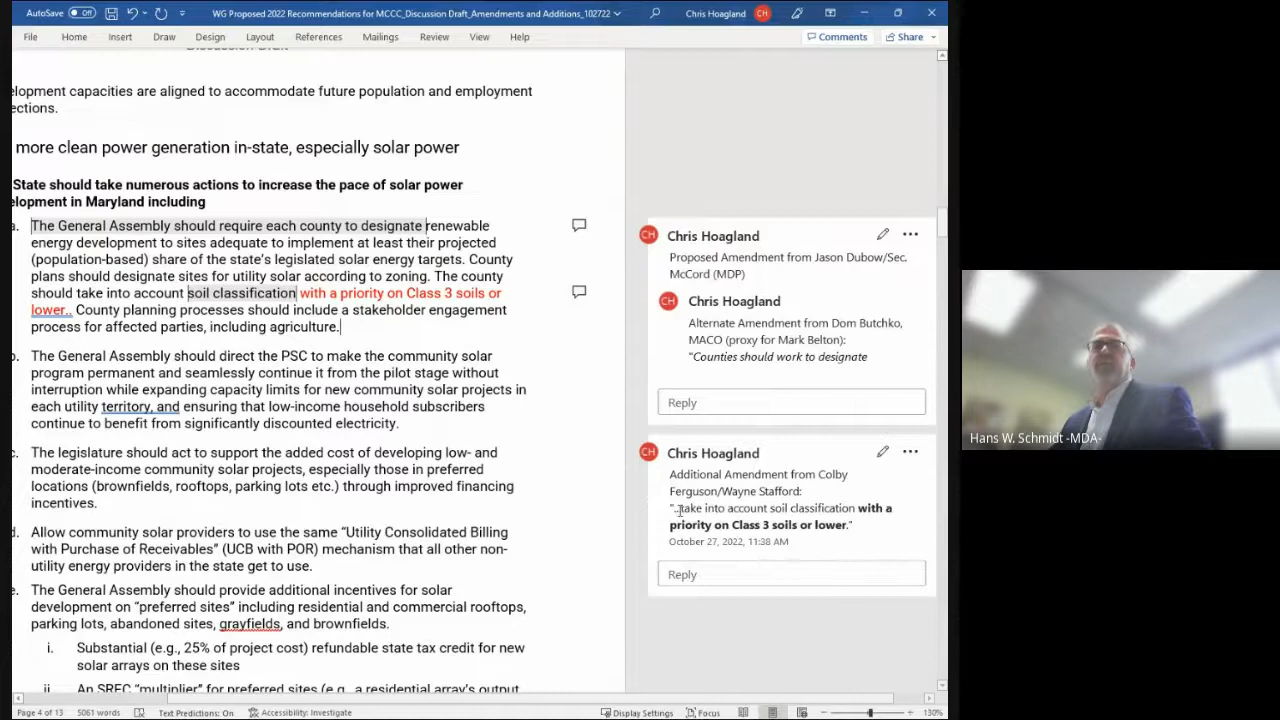 AutoSave Off WG Proposed 2022 Recommendations for MCCC_Discussion Draft_Amendments and Additions_102722 Chris Hoagland CH
File Home Insert Draw Design Layout References Mailings Review View Help Comments Share
elopment capacities are aligned to accommodate future population and employment
ections.
more clean power generation in-state, especially solar power
State should take numerous actions to increase the pace of solar power
elopment in Maryland including
a. The General Assembly should require each county to designate renewable
energy development to sites adequate to implement at least their projected
(population-based) share of the state's legislated solar energy targets. County
plans should designate sites for utility solar according to zoning. The county
should take into account soil classification with a priority on Class 3 soils or
lower.. County planning processes should include a stakeholder engagement
process for affected parties, including agriculture.
b. The General Assembly should direct the PSC to make the community solar
program permanent and seamlessly continue it from the pilot stage without
interruption while expanding capacity limits for new community solar projects in
each utility territory, and ensuring that low-income household subscribers
continue to benefit from significantly discounted electricity.
c. The legislature should act to support the added cost of developing low- and
moderate-income community solar projects, especially those in preferred
locations (brownfields, rooftops, parking lots etc.) through improved financing
incentives.
d. Allow community solar providers to use the same “Utility Consolidated Billing
with Purchase of Receivables” (UCB with POR) mechanism that all other non-
utility energy providers in the state get to use.
e. The General Assembly should provide additional incentives for solar
development on “preferred sites” including residential and commercial rooftops,
parking lots, abandoned sites, grayfields, and brownfields.
i. Substantial (e.g., 25% of project cost) refundable state tax credit for new
solar arrays on these sites
ii. An SREC “multiplier” for preferred sites (e.g., a residential array's output
CH Chris Hoagland
Proposed Amendment from Jason Dubow/Sec.
McCord (MDP)
CH Chris Hoagland
Alternate Amendment from Dom Butchko,
MACO (proxy for Mark Belton):
"Counties should work to designate
Reply
CH Chris Hoagland
Additional Amendment from Colby
Ferguson/Wayne Stafford:
"..take into account soil classification with a
priority on Class 3 soils or lower."
October 27, 2022, 11:38 AM
Reply
Hans W. Schmidt -MDA-
Page 4 of 13 5061 words Text Predictions: On Accessibility: Investigate Display Settings Focus 130%